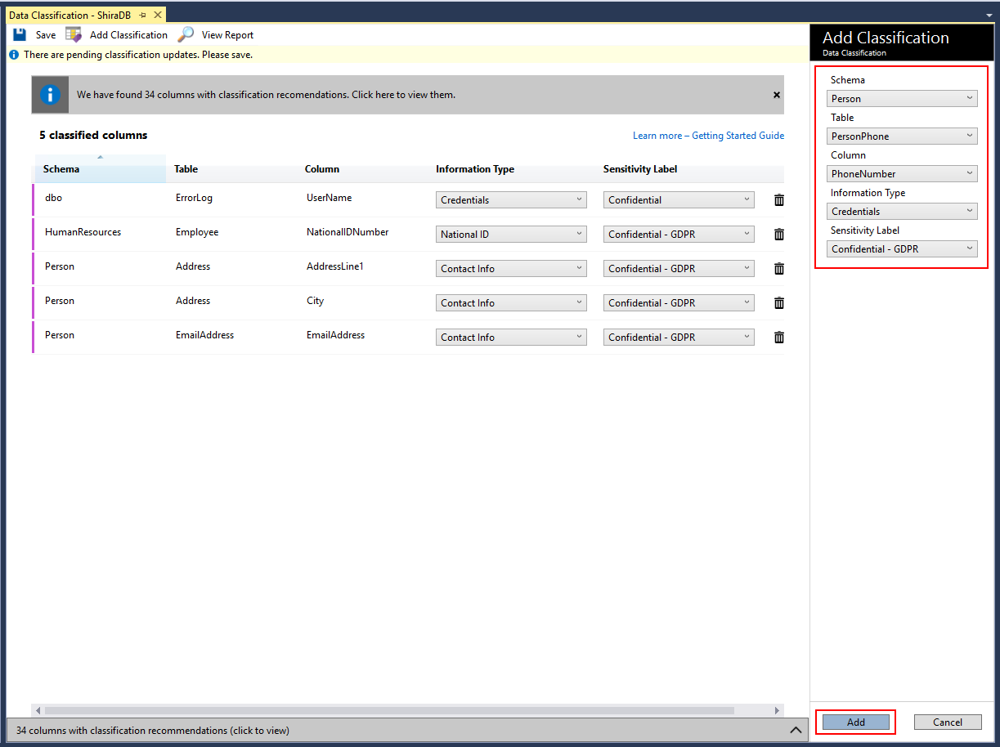 Data Classification - ShiraDB
Save Add Classification View Report
There are pending classification updates. Please save.
We have found 34 columns with classification recomendations. Click here to view them.
5 classified columns Learn more – Getting Started Guide
Schema Table Column Information Type Sensitivity Label
dbo ErrorLog UserName Credentials Confidential
HumanResources Employee NationalIDNumber National ID Confidential - GDPR
Person Address AddressLine1 Contact Info Confidential - GDPR
Person Address City Contact Info Confidential - GDPR
Person EmailAddress EmailAddress Contact Info Confidential - GDPR
34 columns with classification recommendations (click to view)
Add Classification
Data Classification
Schema
Person
Table
PersonPhone
Column
PhoneNumber
Information Type
Credentials
Sensitivity Label
Confidential - GDPR
Add Cancel